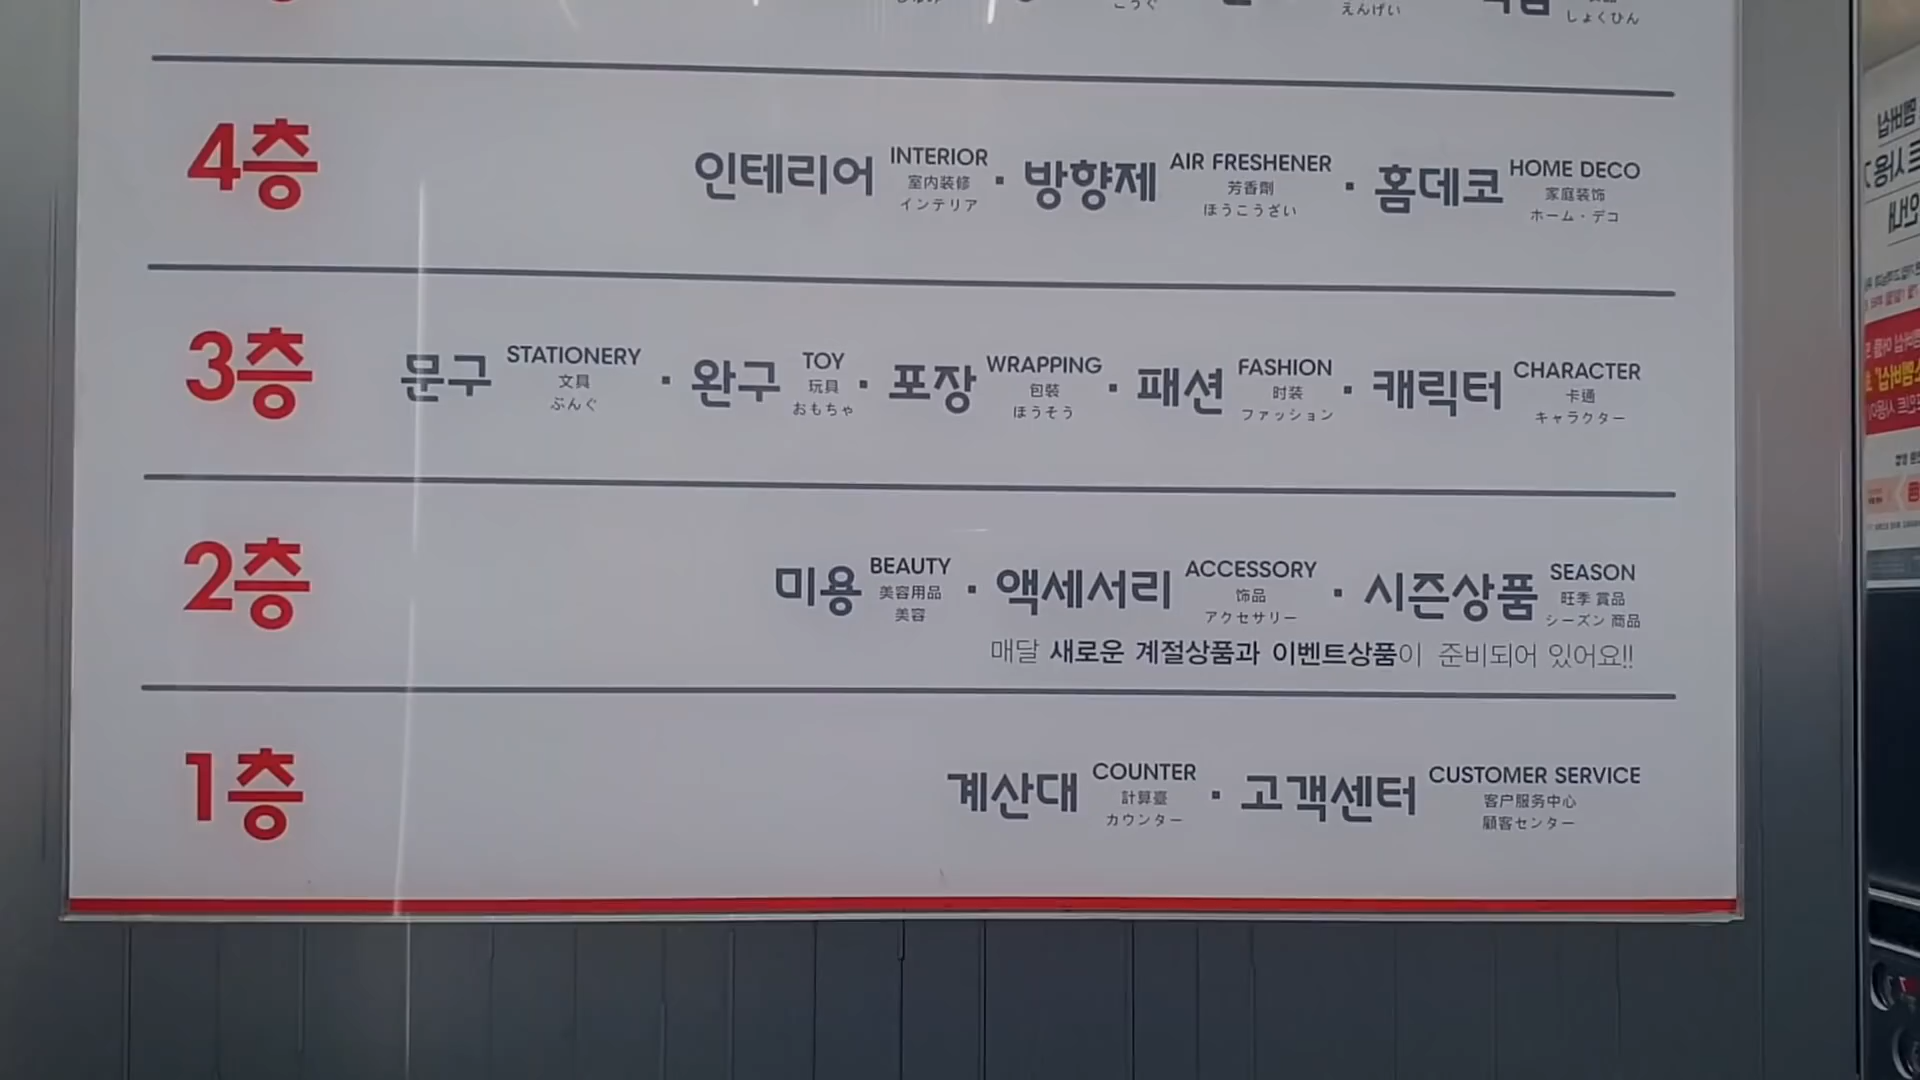 こうぐ えんげい しょくひん
4층 인테리어 INTERIOR 室内装修 インテリア · 방향제 AIR FRESHENER 芳香劑 ほうこうざい · 홈데코 HOME DECO 家庭装饰 ホーム・デコ
3층 문구 STATIONERY 文具 ぶんぐ · 완구 TOY 玩具 おもちゃ · 포장 WRAPPING 包裝 ほうそう · 패션 FASHION 时装 ファッション · 캐릭터 CHARACTER 卡通 キャラクター
2층 미용 BEAUTY 美容用品 美容 · 액세서리 ACCESSORY 饰品 アクセサリー · 시즌상품 SEASON 旺季 賞品 シーズン 商品
매달 새로운 계절상품과 이벤트상품이 준비되어 있어요!!
1층 계산대 COUNTER 計算臺 カウンター · 고객센터 CUSTOMER SERVICE 客户服务中心 顧客センター